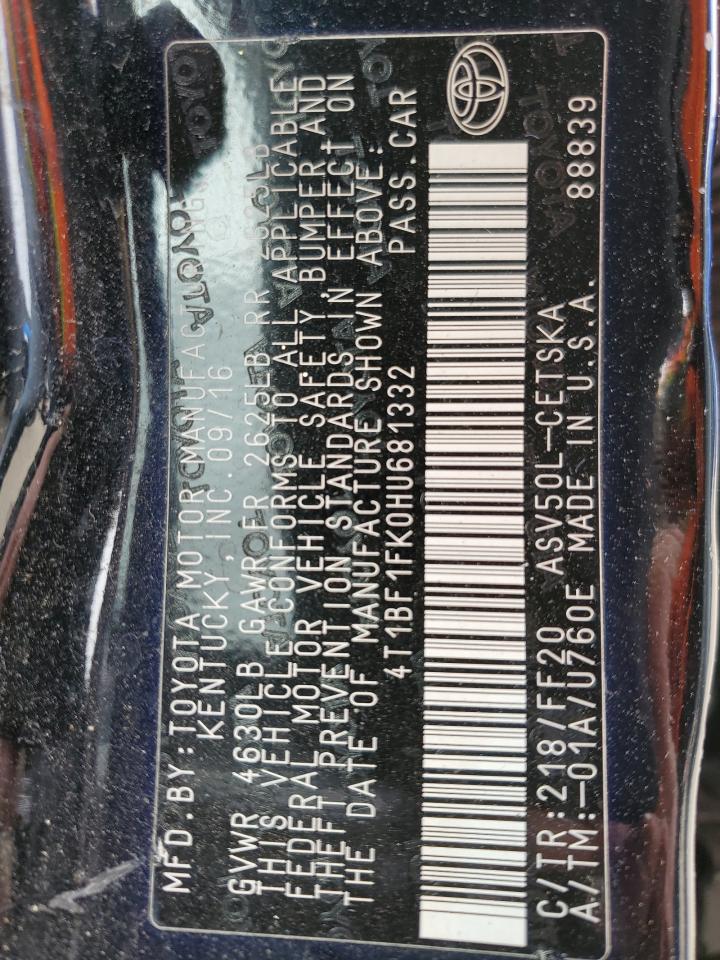 MFD.BY:TOYOTA MOTOR MANUFACTURING
KENTUCKY,INC.09/16
GVWR 4630LB GAWR FR 2625LB RR
THIS VEHICLE CONFORMS TO ALL APPLICABLE
FEDERAL MOTOR VEHICLE SAFETY,BUMPER AND
THEFT PREVENTION STANDARDS IN EFFECT ON
THE DATE OF MANUFACTURE SHOWN ABOVE.
4T1BF1FK0HU681332 PASS.CAR
C/TR:218/FF20 ASV50L-CETSKA
A/TM:-01A/U760E MADE IN U.S.A. 88839